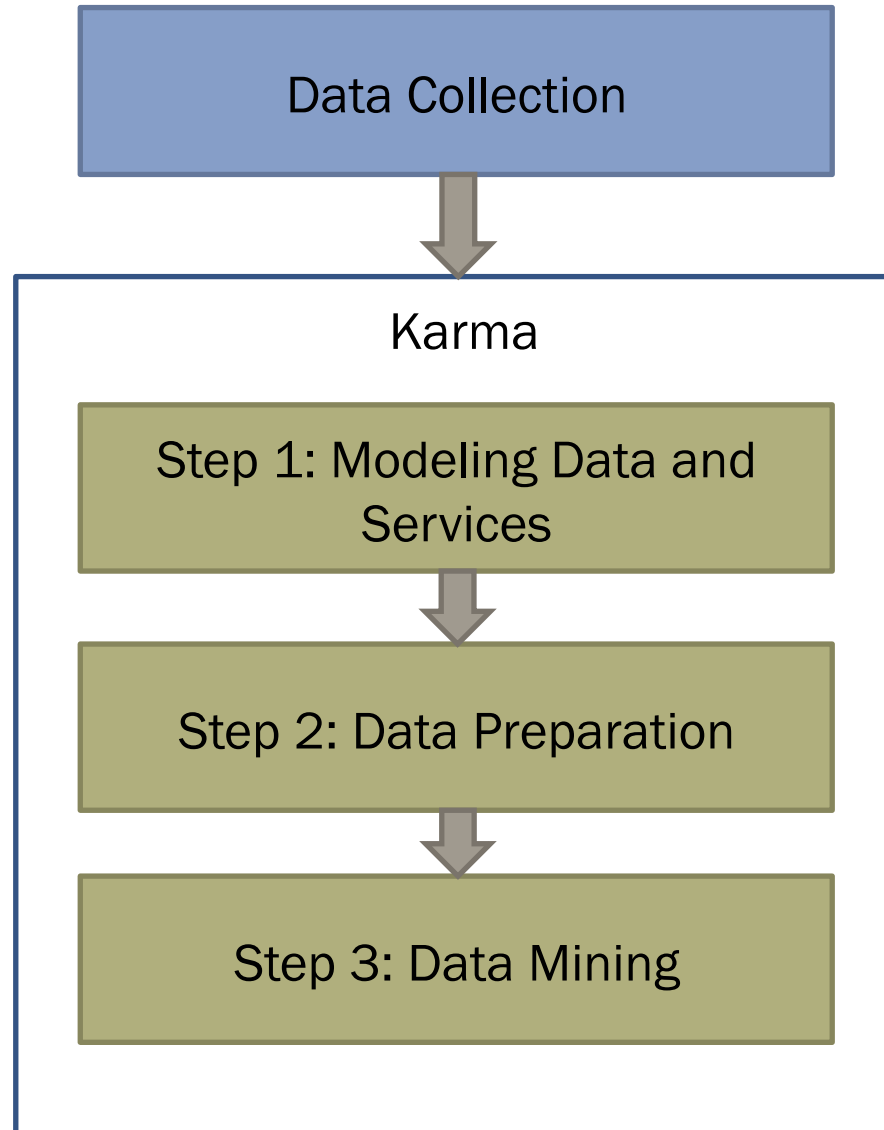 Data Collection
Karma
Step 1: Modeling Data and
Services
Step 2: Data Preparation
Step 3: Data Mining